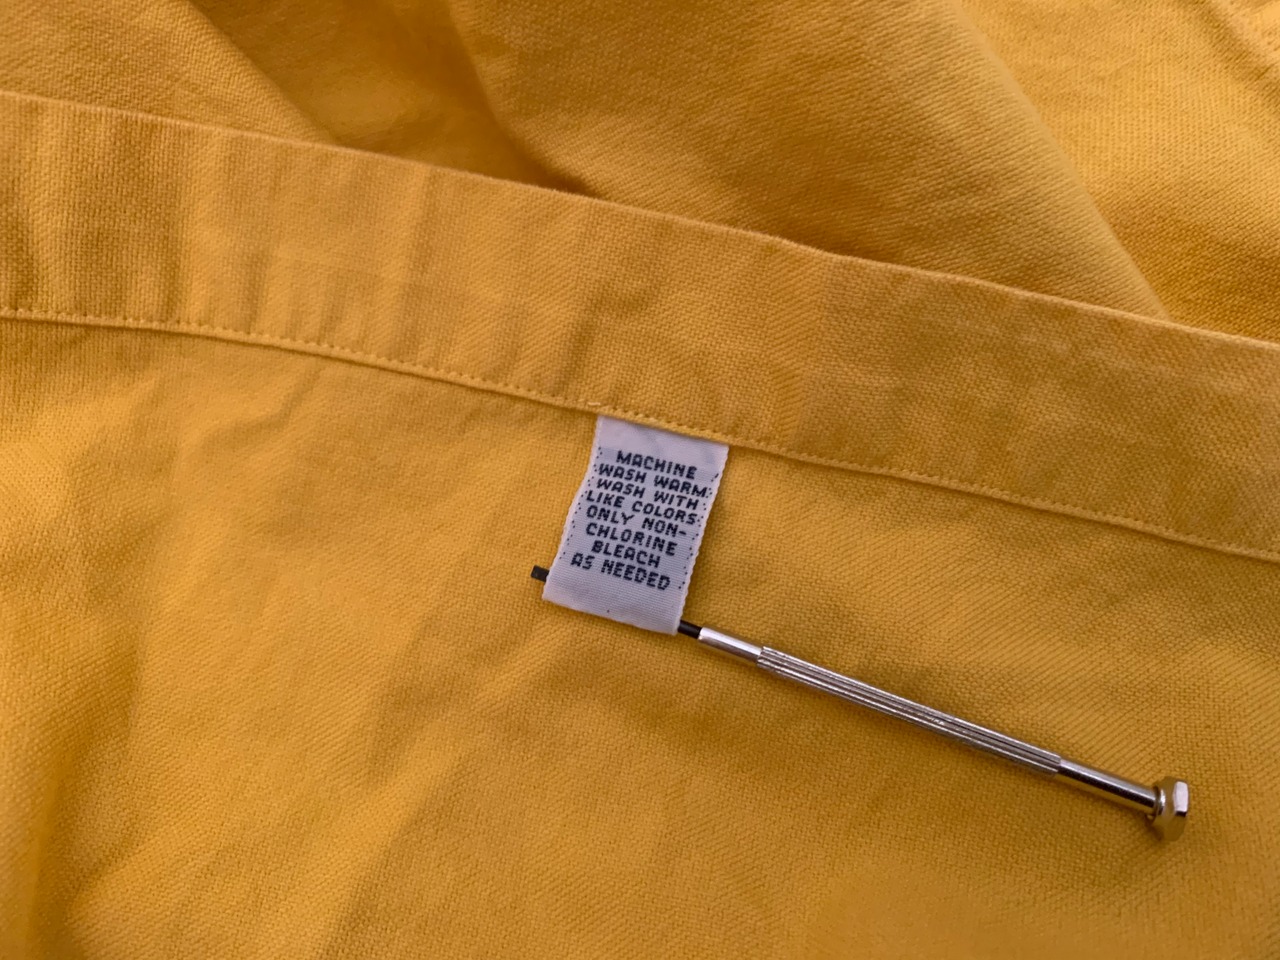 MACHINE
WASH WARM
WASH WITH
LIKE COLORS
ONLY NON-
CHLORINE
BLEACH
AS NEEDED